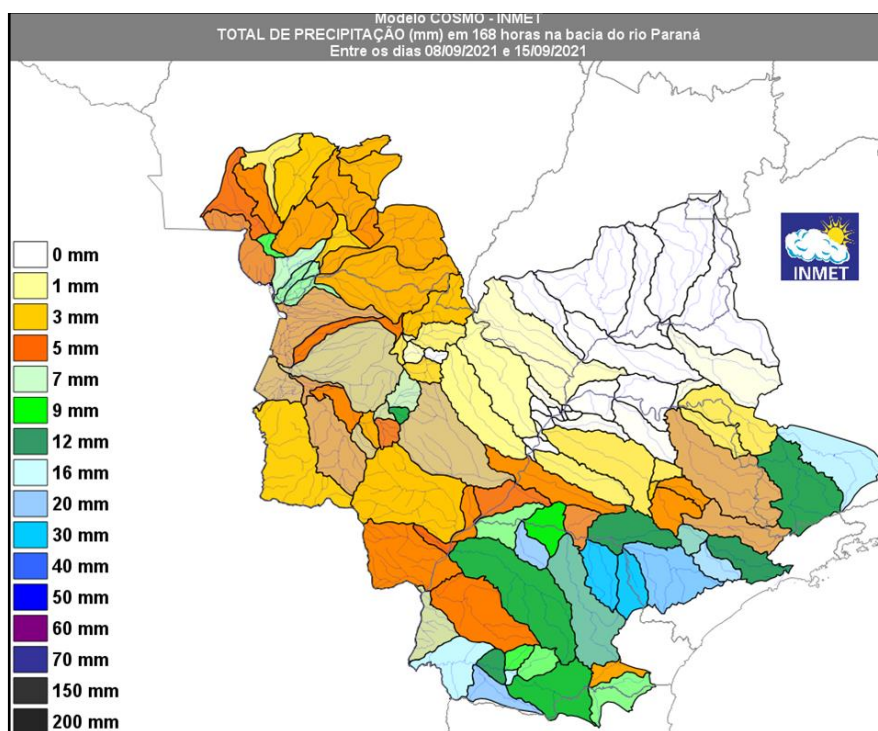 Modelo COSMO - INMET
TOTAL DE PRECIPITAÇÃO (mm) em 168 horas na bacia do rio Paraná
Entre os dias 08/09/2021 e 15/09/2021
INMET
0 mm
1 mm
3 mm
5 mm
7 mm
9 mm
12 mm
16 mm
20 mm
30 mm
40 mm
50 mm
60 mm
70 mm
150 mm
200 mm